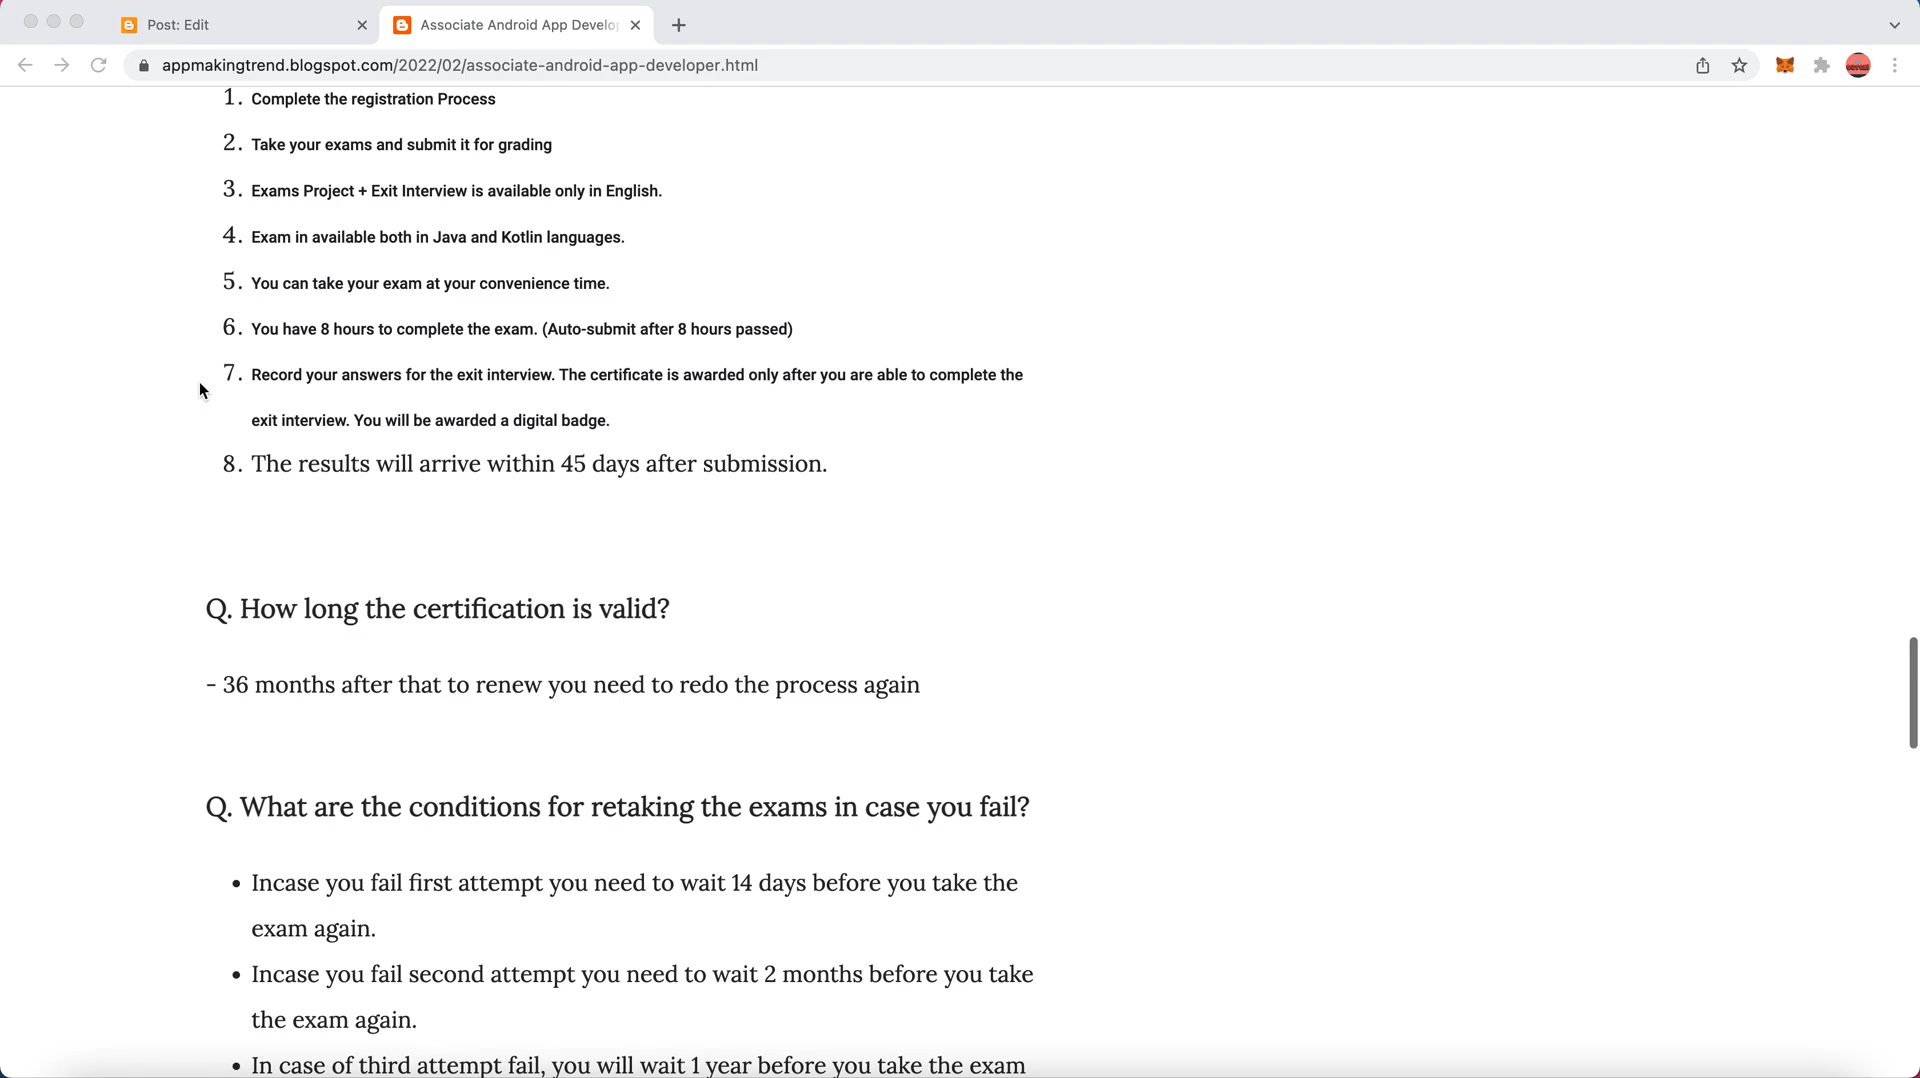 Post: Edit
Associate Android App Develo
appmakingtrend.blogspot.com/2022/02/associate-android-app-developer.html
1. Complete the registration Process
2. Take your exams and submit it for grading
3. Exams Project + Exit Interview is available only in English.
4. Exam in available both in Java and Kotlin languages.
5. You can take your exam at your convenience time.
6. You have 8 hours to complete the exam. (Auto-submit after 8 hours passed)
7. Record your answers for the exit interview. The certificate is awarded only after you are able to complete the
exit interview. You will be awarded a digital badge.
8. The results will arrive within 45 days after submission.
Q. How long the certification is valid?
- 36 months after that to renew you need to redo the process again
Q. What are the conditions for retaking the exams in case you fail?
• Incase you fail first attempt you need to wait 14 days before you take the
exam again.
• Incase you fail second attempt you need to wait 2 months before you take
the exam again.
• In case of third attempt fail, you will wait 1 year before you take the exam